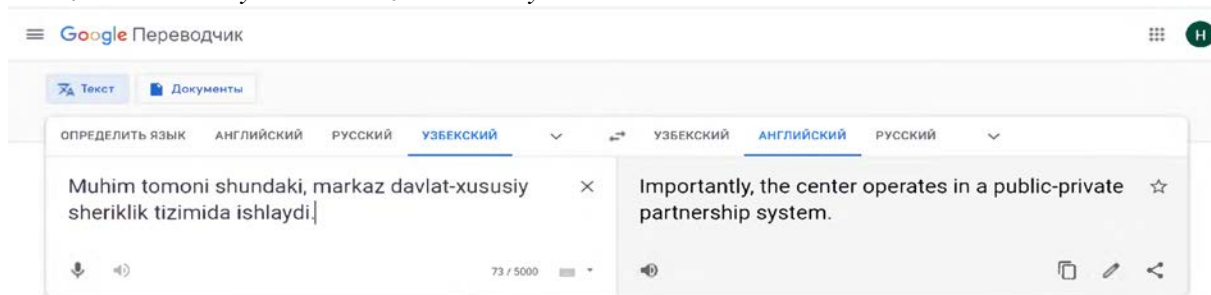 Google Переводчик
Н
Текст Документы
ОПРЕДЕЛИТЬ ЯЗЫК АНГЛИЙСКИЙ РУССКИЙ УЗБЕКСКИЙ УЗБЕКСКИЙ АНГЛИЙСКИЙ РУССКИЙ
Muhim tomoni shundaki, markaz davlat-xususiy
sheriklik tizimida ishlaydi.
Importantly, the center operates in a public-private
partnership system.
73 / 5000